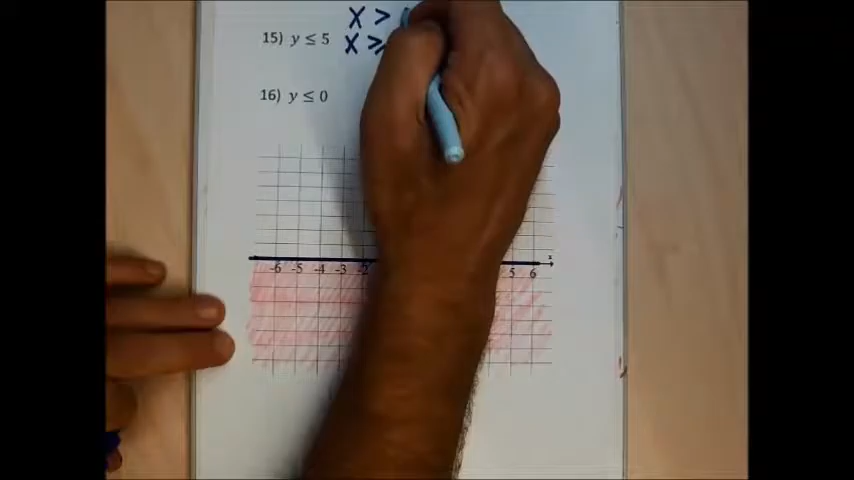 X >
15) y ≤ 5 X ≥
16) y ≤ 0
x
-6 -5 -4 -3 -2 5 6